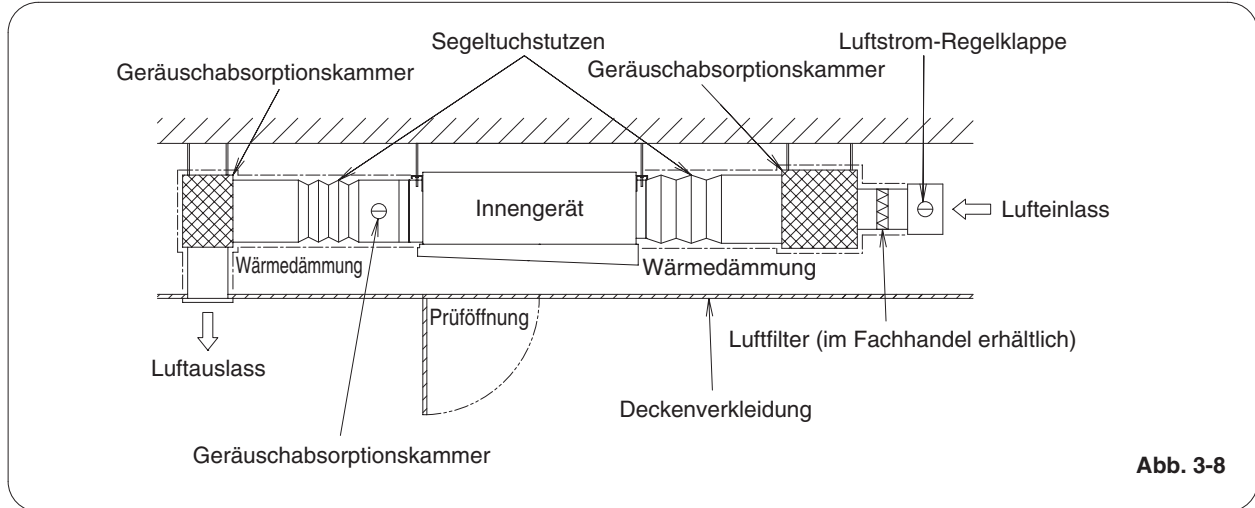 Segeltuchstutzen
Luftstrom-Regelklappe
Geräuschabsorptionskammer
Geräuschabsorptionskammer
Innengerät
Lufteinlass
Wärmedämmung
Wärmedämmung
Prüföffnung
Luftfilter (im Fachhandel erhältlich)
Luftauslass
Deckenverkleidung
Geräuschabsorptionskammer
Abb. 3-8